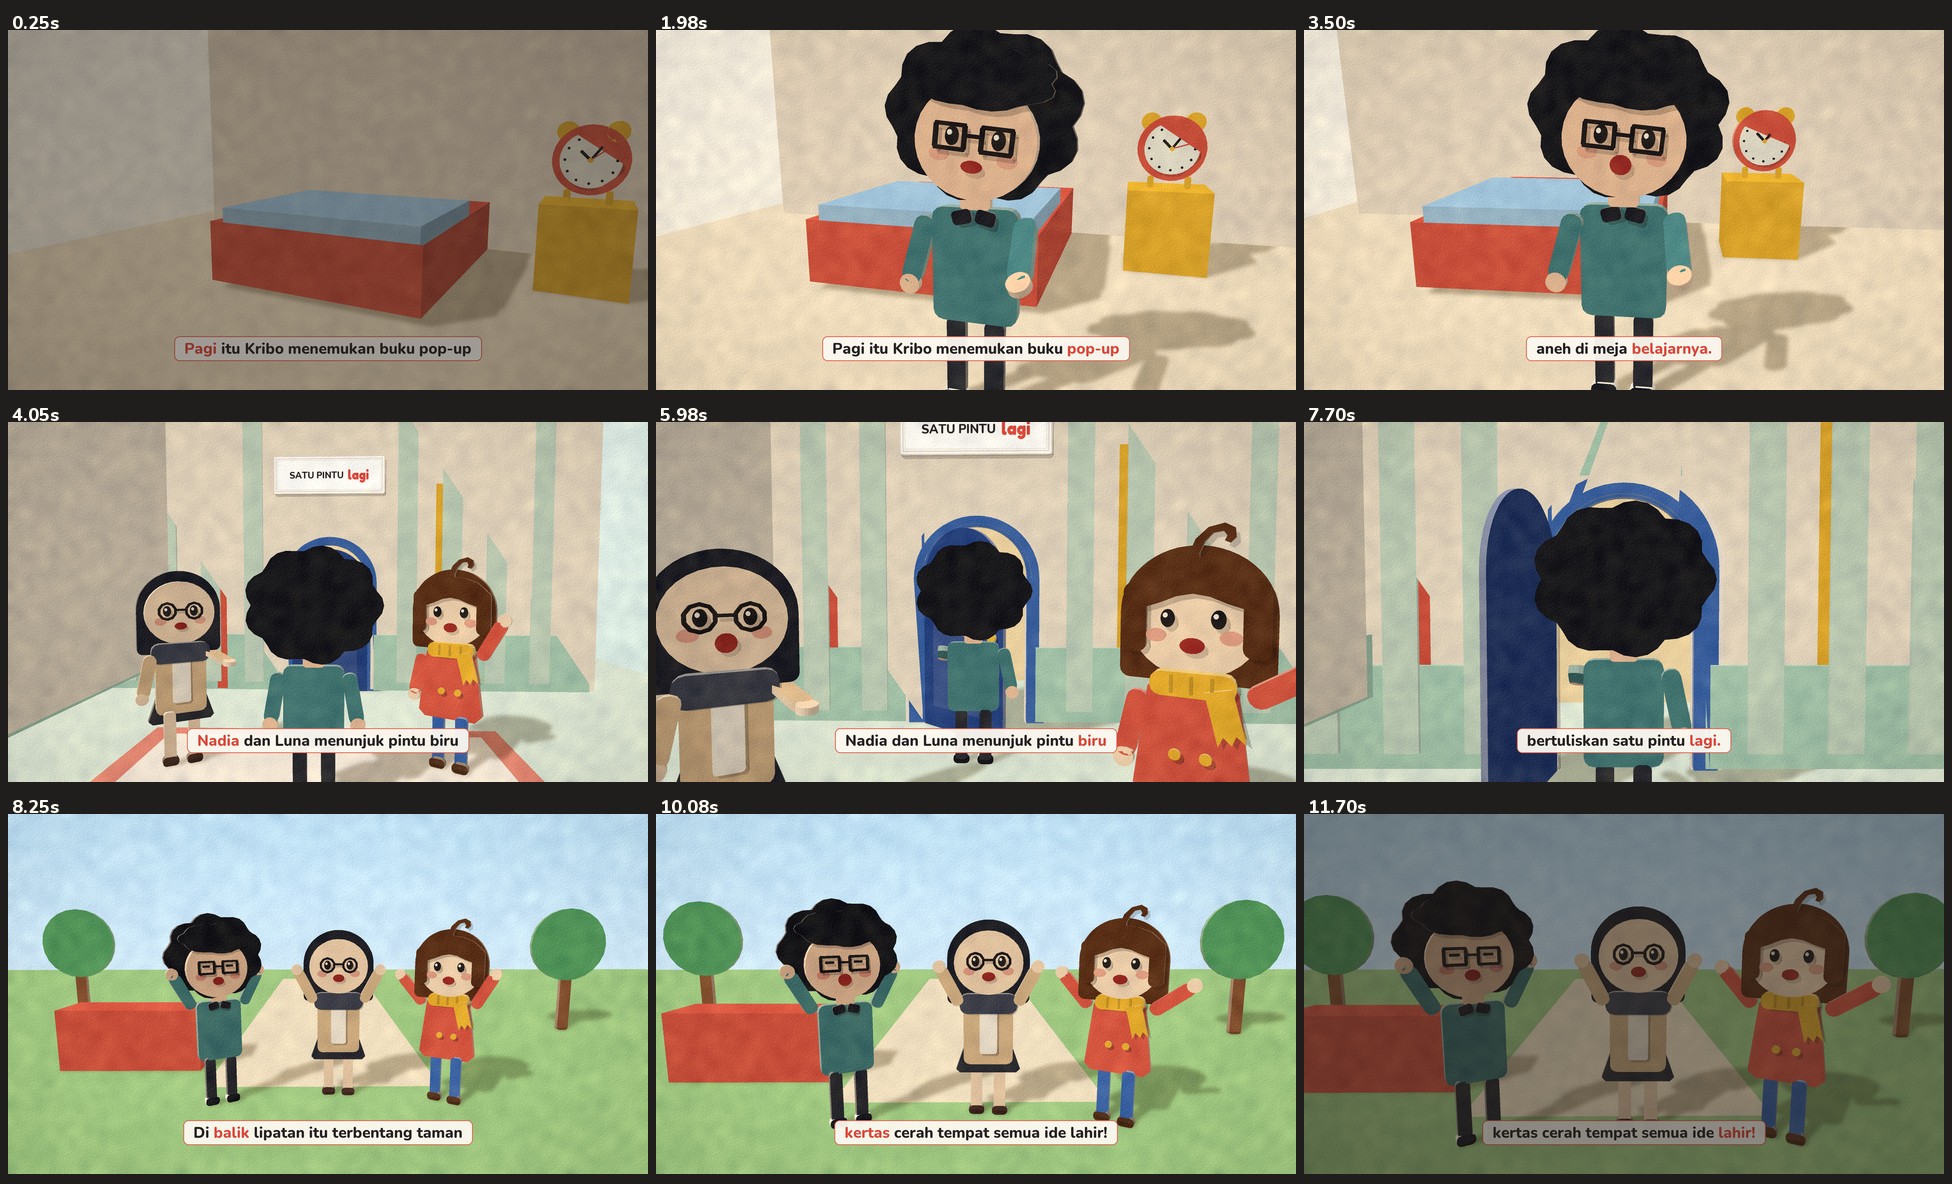 0.25s
Pagi itu Kribo menemukan buku pop-up
1.98s
Pagi itu Kribo menemukan buku pop-up
3.50s
aneh di meja belajarnya.
4.05s
SATU PINTU lagi
Nadia dan Luna menunjuk pintu biru
5.98s
SATU PINTU lagi
Nadia dan Luna menunjuk pintu biru
7.70s
bertuliskan satu pintu lagi.
8.25s
Di balik lipatan itu terbentang taman
10.08s
kertas cerah tempat semua ide lahir!
11.70s
kertas cerah tempat semua ide lahir!